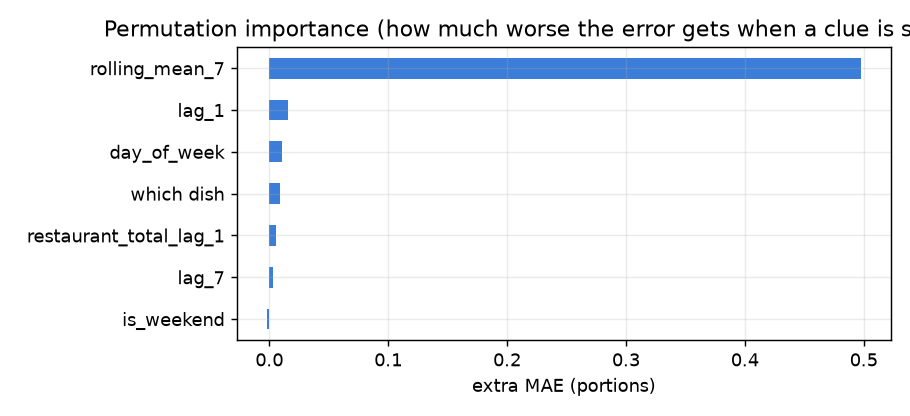 Permutation importance (how much worse the error gets when a clue is s
rolling_mean_7
lag_1
day_of_week
which dish
restaurant_total_lag_1
lag_7
is_weekend
0.0 0.1 0.2 0.3 0.4 0.5
extra MAE (portions)